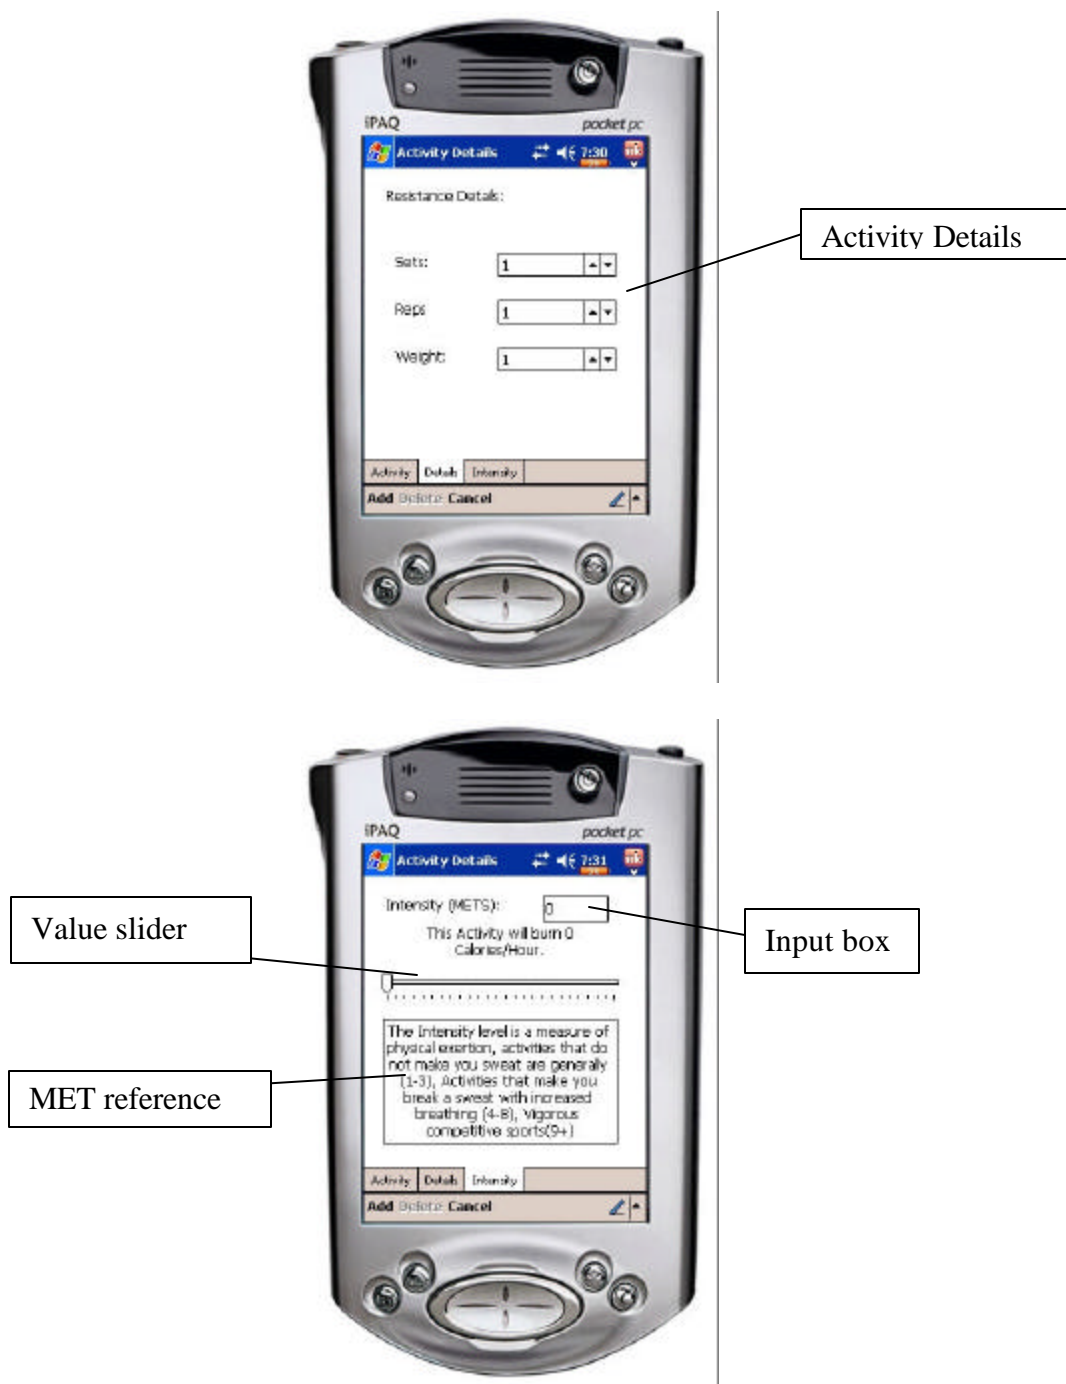 iPAQ
pocket pc
Activity Details 7:30 ok
Resistance Details:
Activity Details
Sets: 1
Reps 1
Weight: 1
Activity Details Intensity
Add Delete Cancel
iPAQ
pocket pc
Activity Details 7:31 ok
Intensity (METS): 0
Value slider
Input box
This Activity will burn 0
Calories/Hour.
The Intensity level is a measure of
physical exertion, activities that do
not make you sweat are generally
(1-3), Activities that make you
break a sweat with increased
breathing (4-8), Vigorous
competitive sports(9+)
MET reference
Activity Details Intensity
Add Delete Cancel